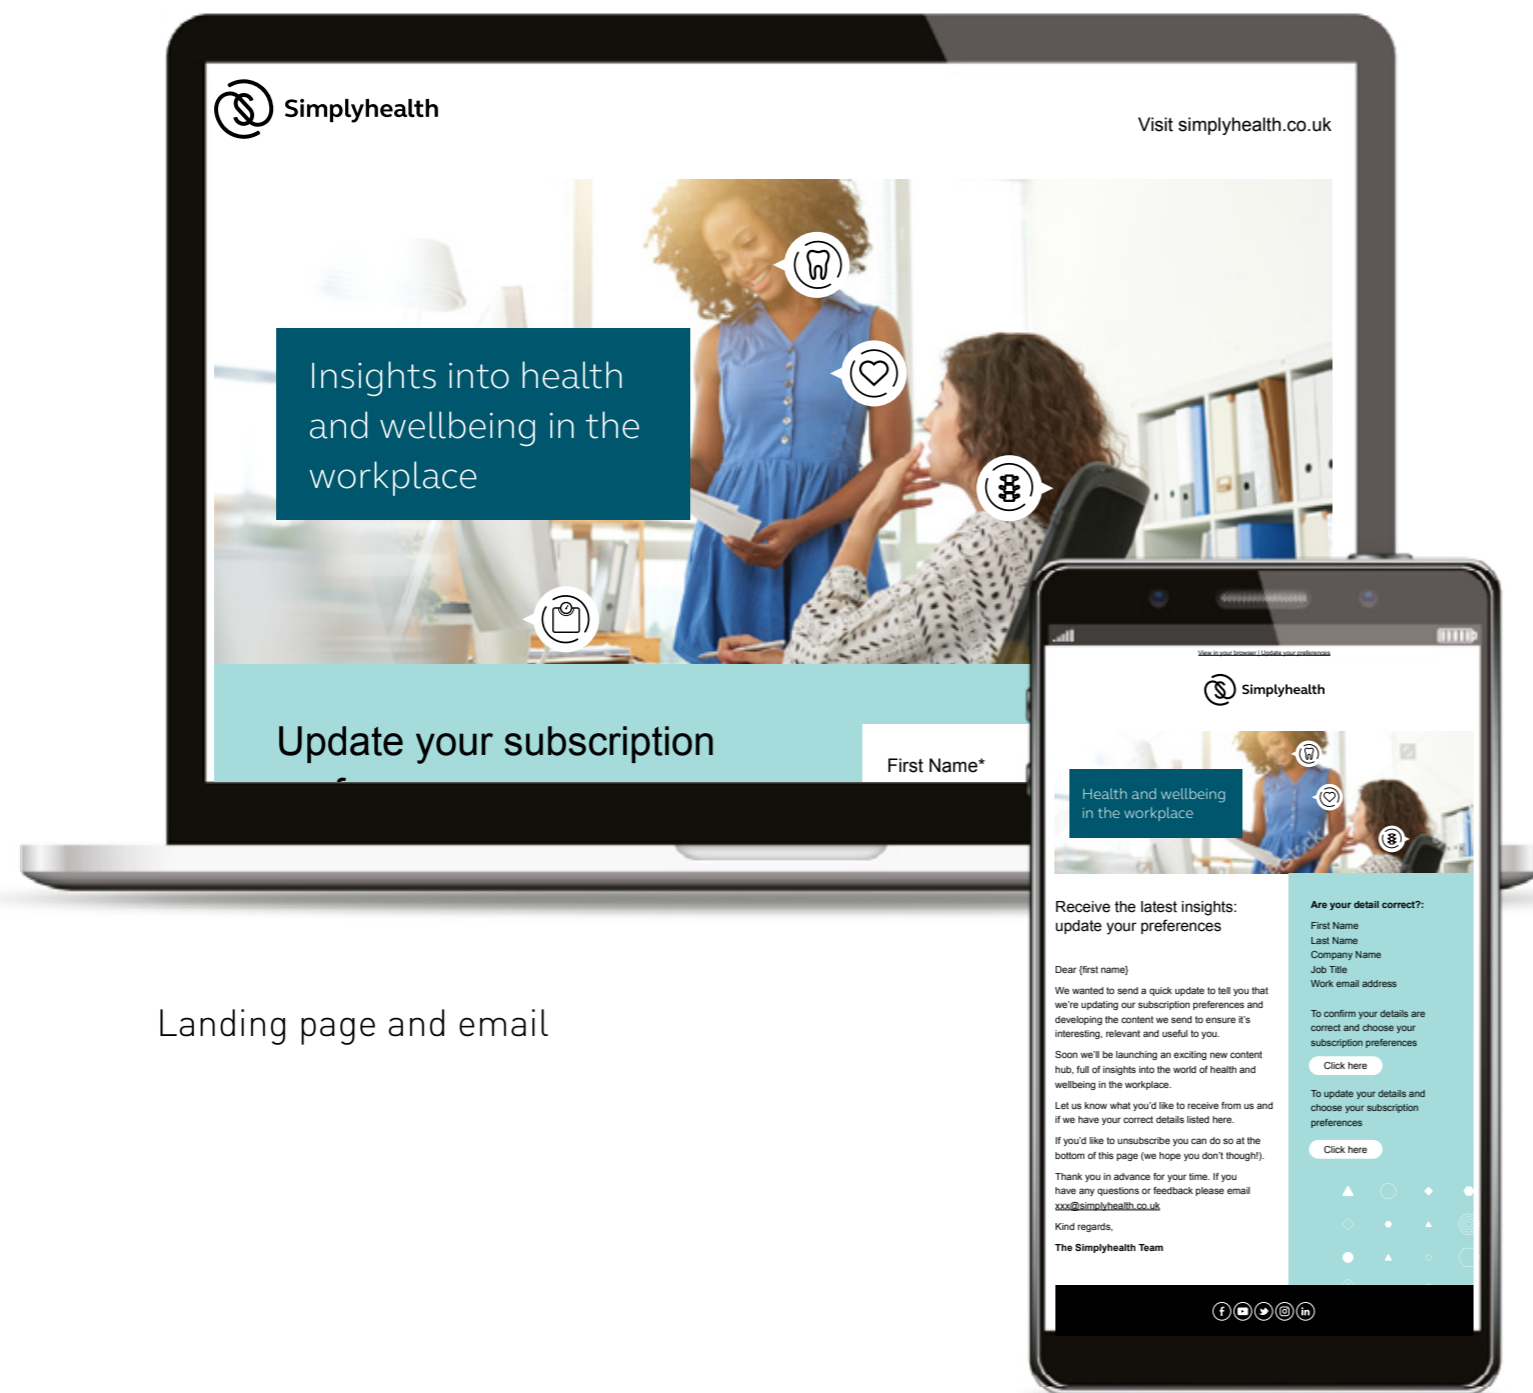 Simplyhealth
Visit simplyhealth.co.uk
Insights into health
and wellbeing in the
workplace
Update your subscription
First Name*
View in your browser | Update your preferences
Simplyhealth
Health and wellbeing
in the workplace
Receive the latest insights:
update your preferences
Dear {first name}
We wanted to send a quick update to tell you that
we're updating our subscription preferences and
developing the content we send to ensure it's
interesting, relevant and useful to you.
Soon we'll be launching an exciting new content
hub, full of insights into the world of health and
wellbeing in the workplace.
Let us know what you'd like to receive from us and
if we have your correct details listed here.
If you'd like to unsubscribe you can do so at the
bottom of this page (we hope you don't though!).
Thank you in advance for your time. If you
have any questions or feedback please email
xxx@simplyhealth.co.uk
Kind regards,
The Simplyhealth Team
Are your detail correct?:
First Name
Last Name
Company Name
Job Title
Work email address
To confirm your details are
correct and choose your
subscription preferences
Click here
To update your details and
choose your subscription
preferences
Click here
Landing page and email